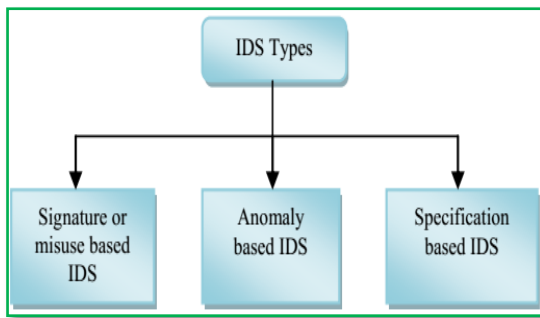 IDS Types
Signature or
misuse based
IDS
Anomaly
based IDS
Specification
based IDS